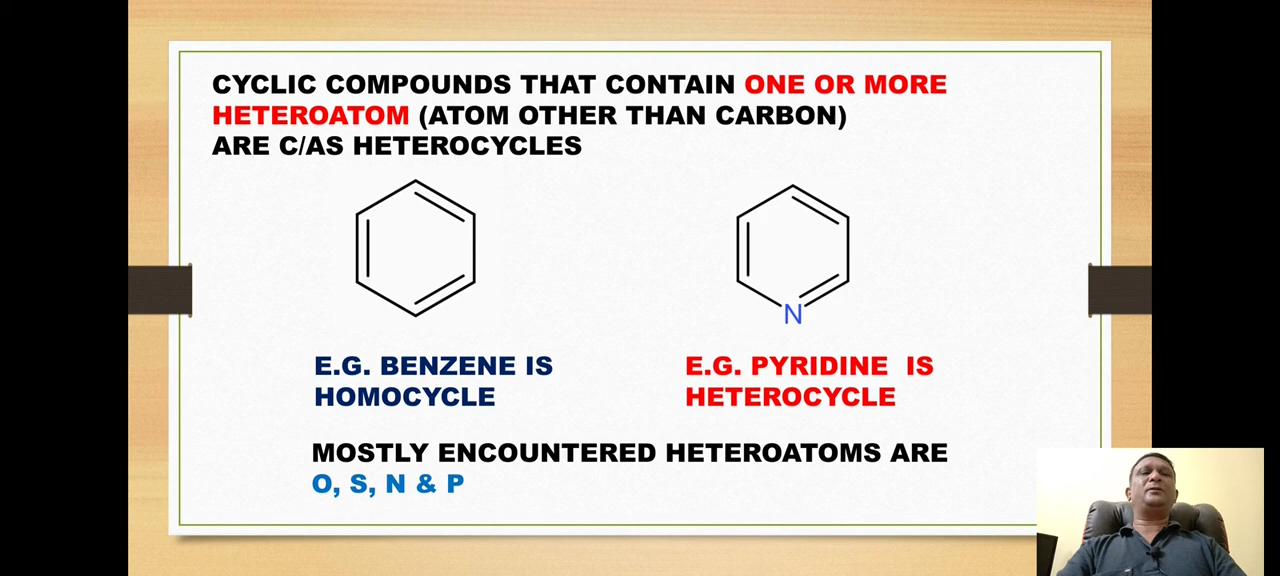 CYCLIC COMPOUNDS THAT CONTAIN ONE OR MORE
HETEROATOM (ATOM OTHER THAN CARBON)
ARE C/AS HETEROCYCLES
N
E.G. BENZENE IS
HOMOCYCLE
E.G. PYRIDINE IS
HETEROCYCLE
MOSTLY ENCOUNTERED HETEROATOMS ARE
O, S, N & P